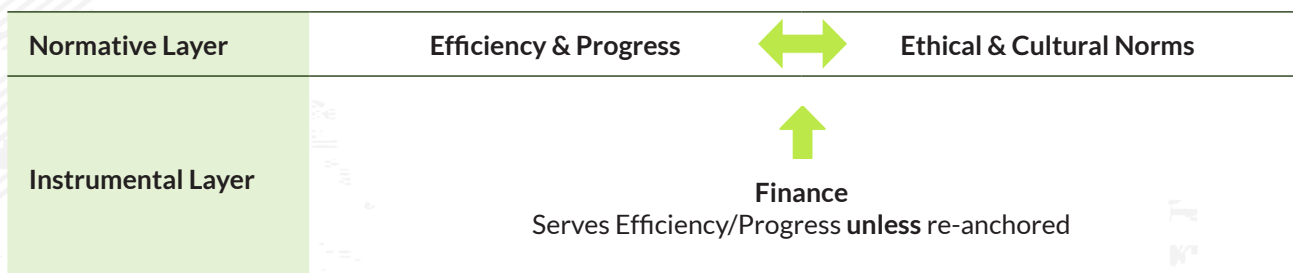 Normative Layer
Efficiency & Progress
Ethical & Cultural Norms
Instrumental Layer
Finance
Serves Efficiency/Progress unless re-anchored